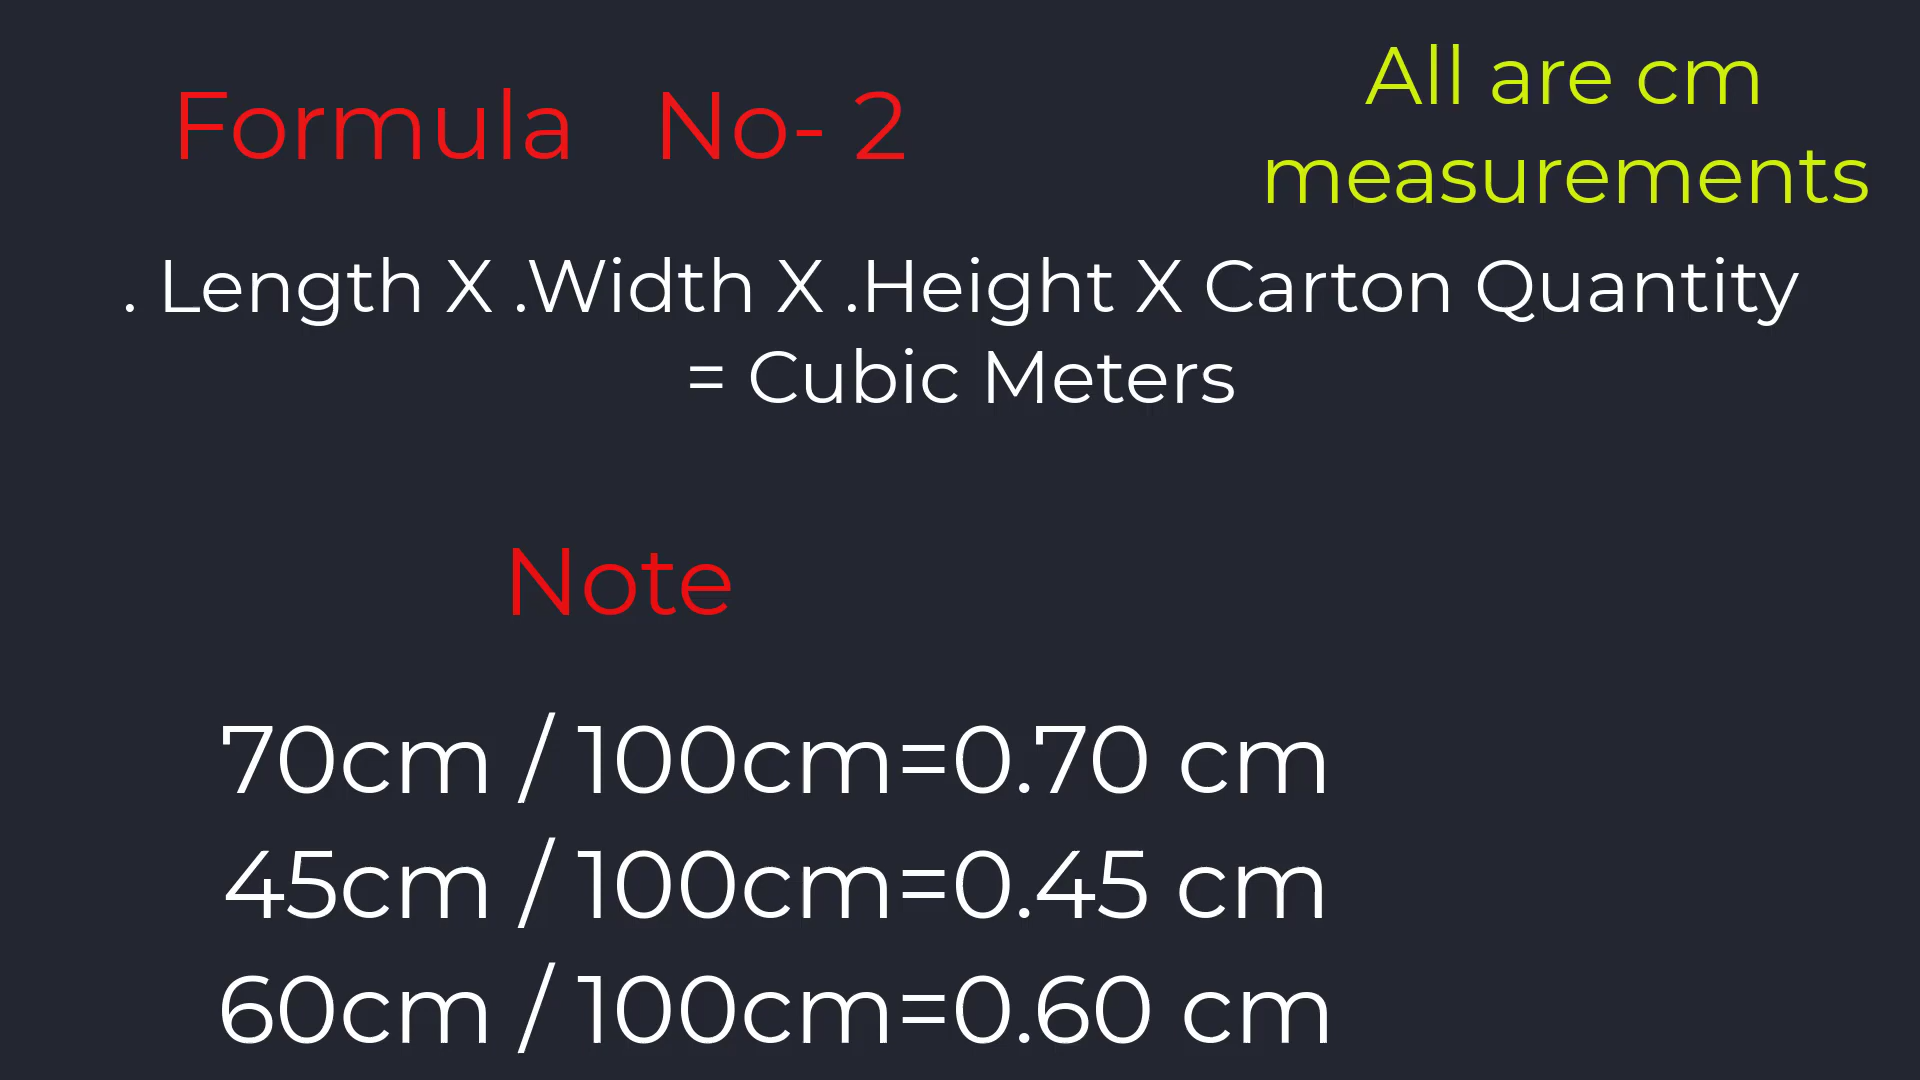 Formula No- 2
All are cm
measurements
. Length X .Width X .Height X Carton Quantity
= Cubic Meters
Note
70cm / 100cm=0.70 cm
45cm / 100cm=0.45 cm
60cm / 100cm=0.60 cm